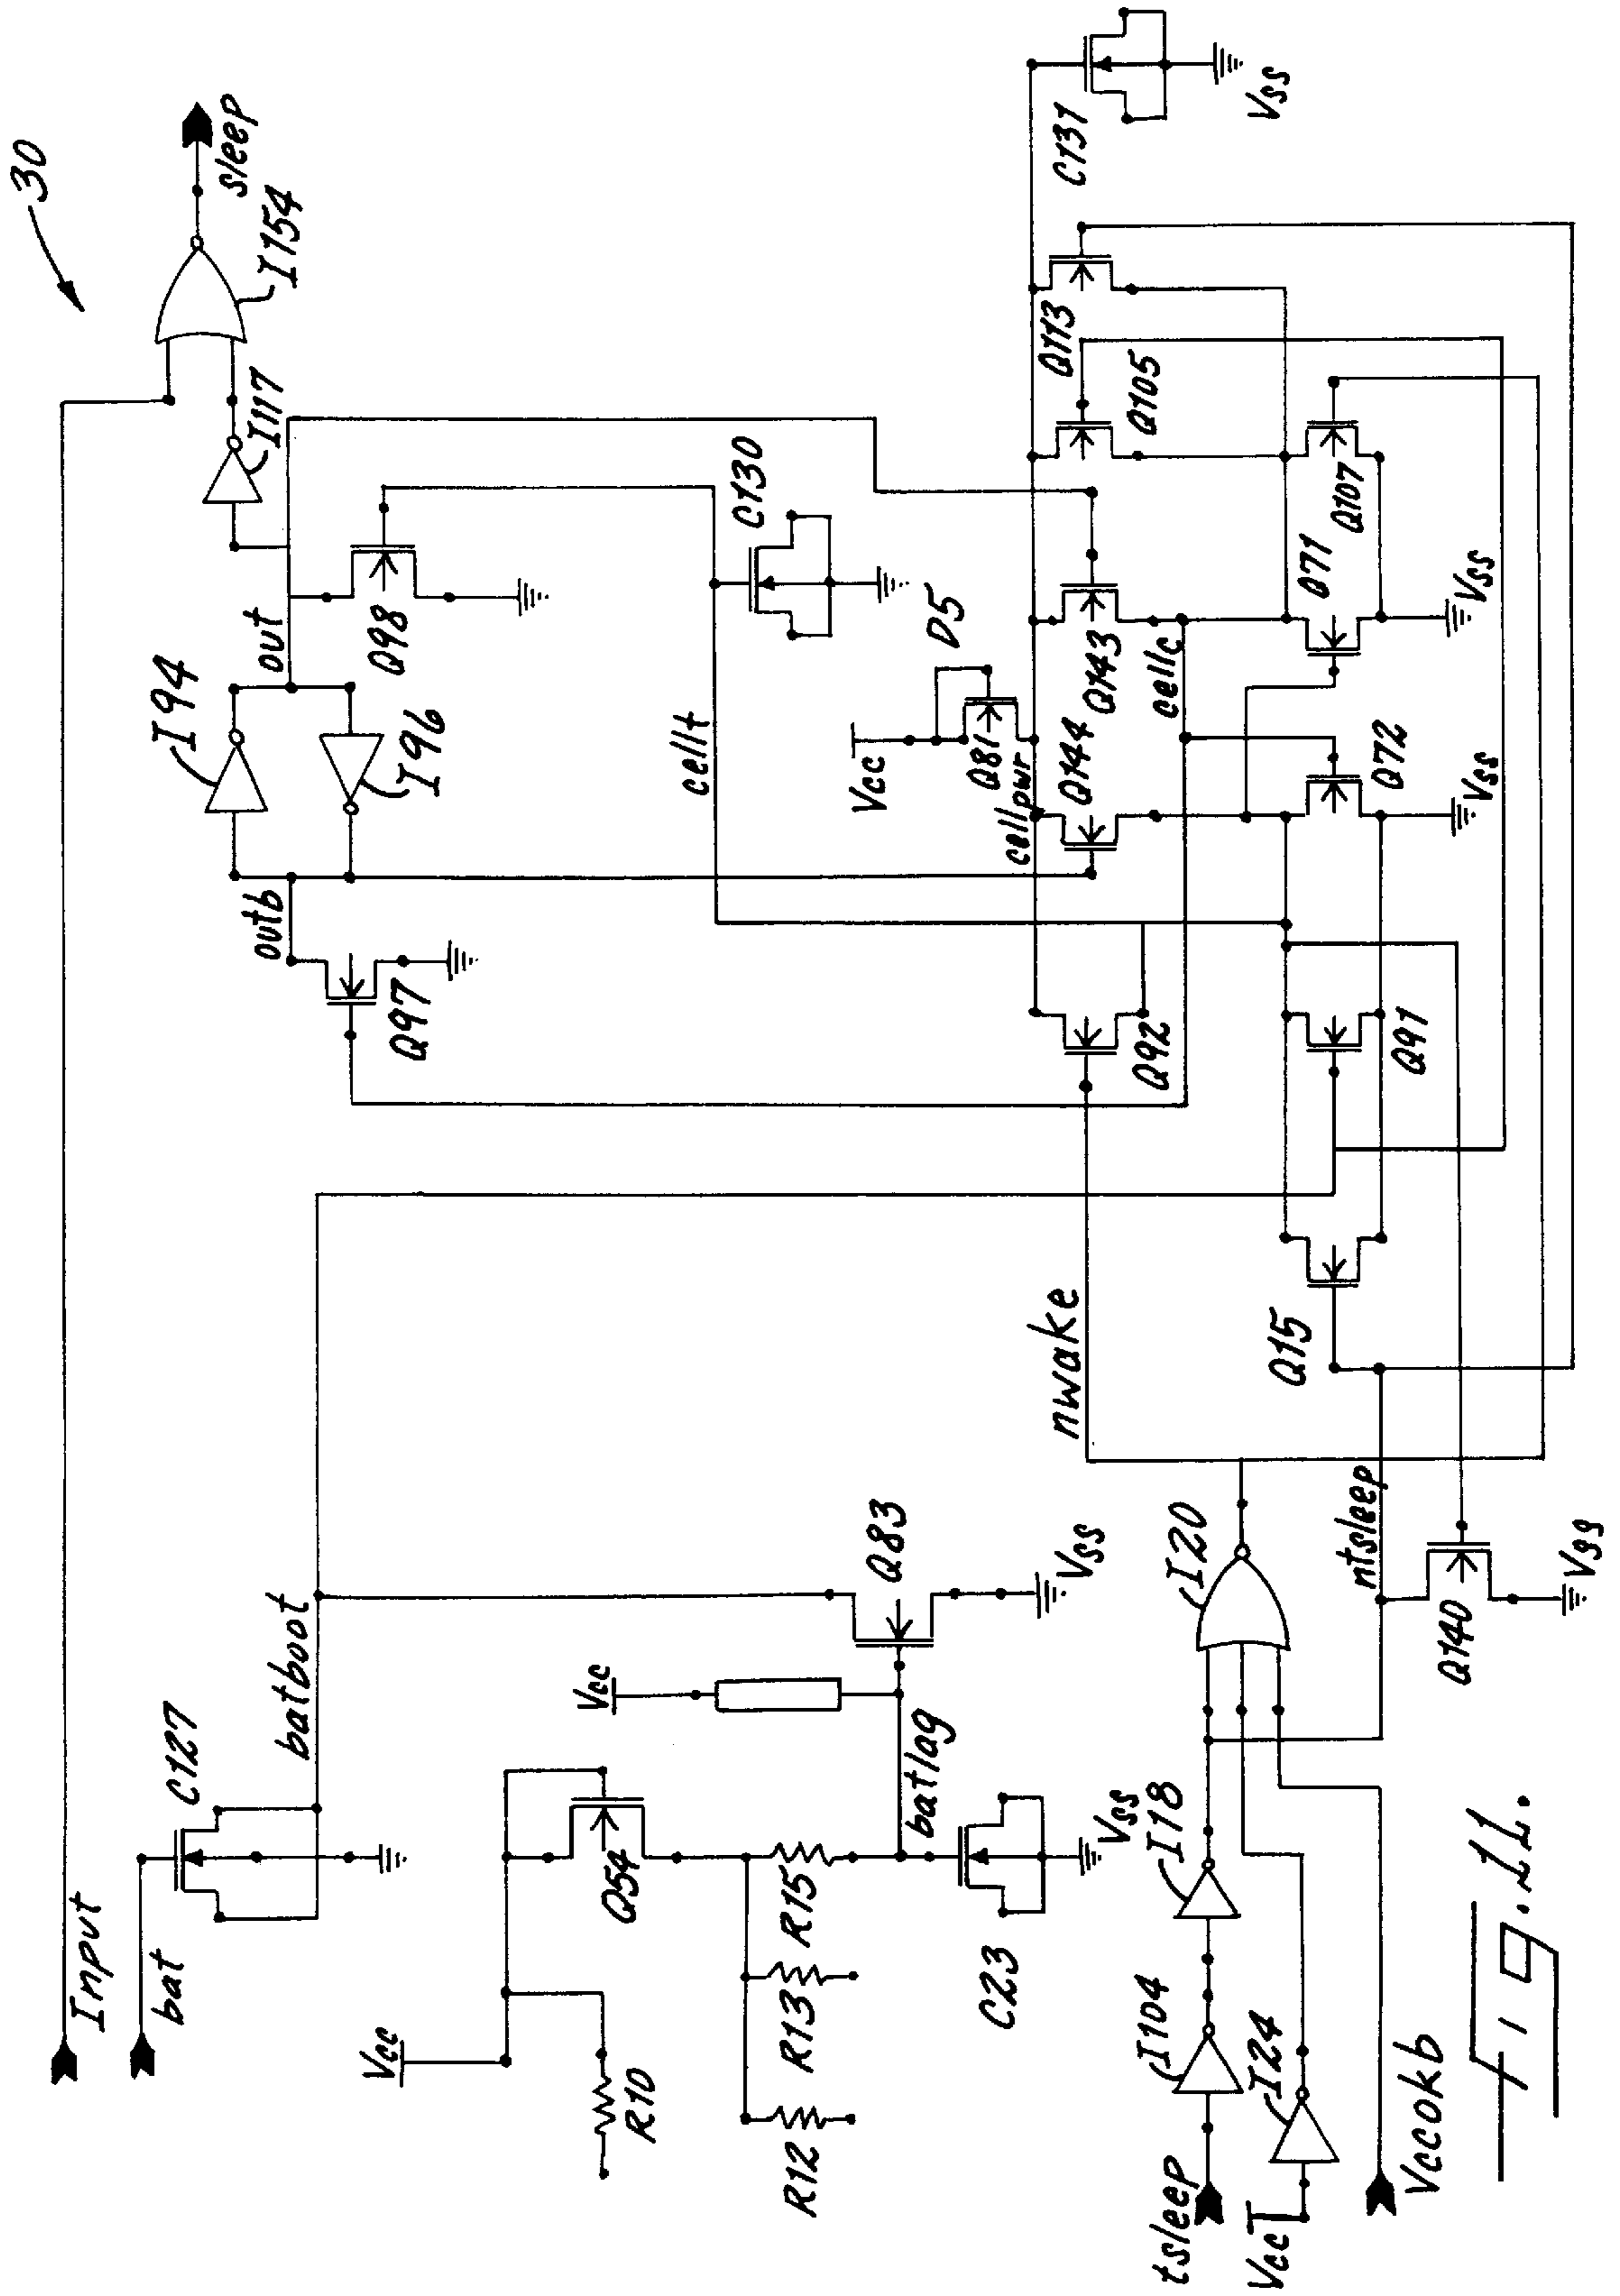 30
sleep
I154
I117
I94
out
I96
outb
Q98
Q97
cellt
C130
D5
Vcc
Q81
cellpwr
Q144
Q143
cellc
Q113
Q105
C131
Vss
Q107
Q71
Vss
Q72
Vss
Q92
Q91
Q15
nwake
batboot
C127
Input
bat
Vcc
Q83
Vss
Vcc
Q54
R10
R12
R13
R15
batlag
C23
Vss
I20
ntsleep
Q140
Vss
I18
I104
I24
tsleep
Vcc
Vccokb
Fig. 11.